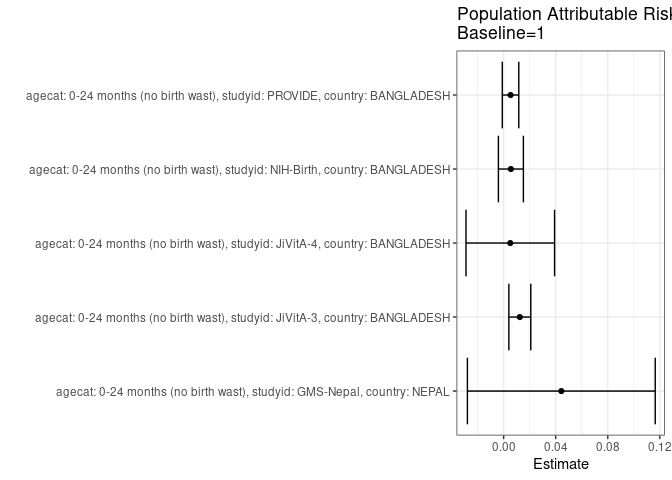 Population Attributable Risk
Baseline=1
agecat: 0-24 months (no birth wast), studyid: PROVIDE, country: BANGLADESH
agecat: 0-24 months (no birth wast), studyid: NIH-Birth, country: BANGLADESH
agecat: 0-24 months (no birth wast), studyid: JiVitA-4, country: BANGLADESH
agecat: 0-24 months (no birth wast), studyid: JiVitA-3, country: BANGLADESH
agecat: 0-24 months (no birth wast), studyid: GMS-Nepal, country: NEPAL
0.00 0.04 0.08 0.12
Estimate